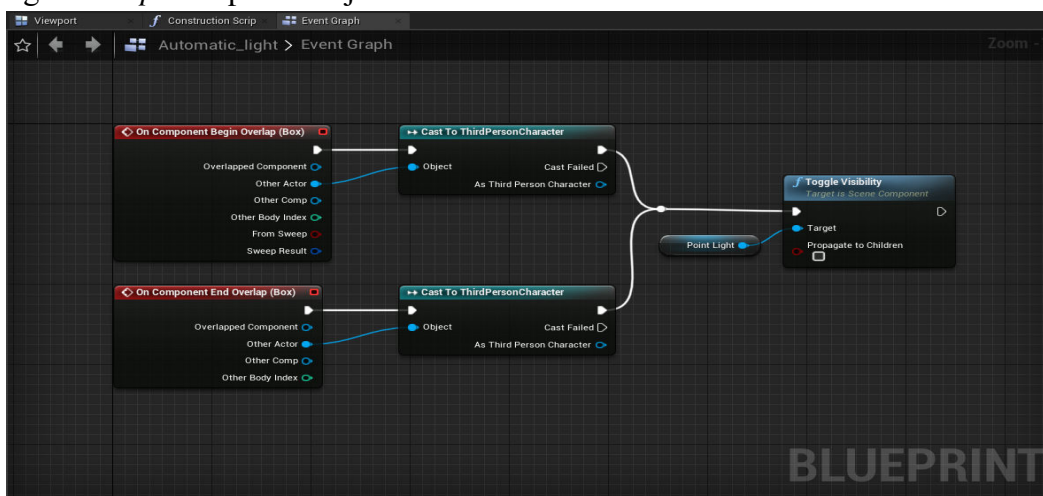 Viewport
Construction Scrip
Event Graph
Automatic_light > Event Graph
Zoom -
On Component Begin Overlap (Box)
Overlapped Component
Other Actor
Other Comp
Other Body Index
From Sweep
Sweep Result
Cast To ThirdPersonCharacter
Object
Cast Failed
As Third Person Character
f Toggle Visibility
Target is Scene Component
Target
Propagate to Children
Point Light
On Component End Overlap (Box)
Overlapped Component
Other Actor
Other Comp
Other Body Index
Cast To ThirdPersonCharacter
Object
Cast Failed
As Third Person Character
BLUEPRINT